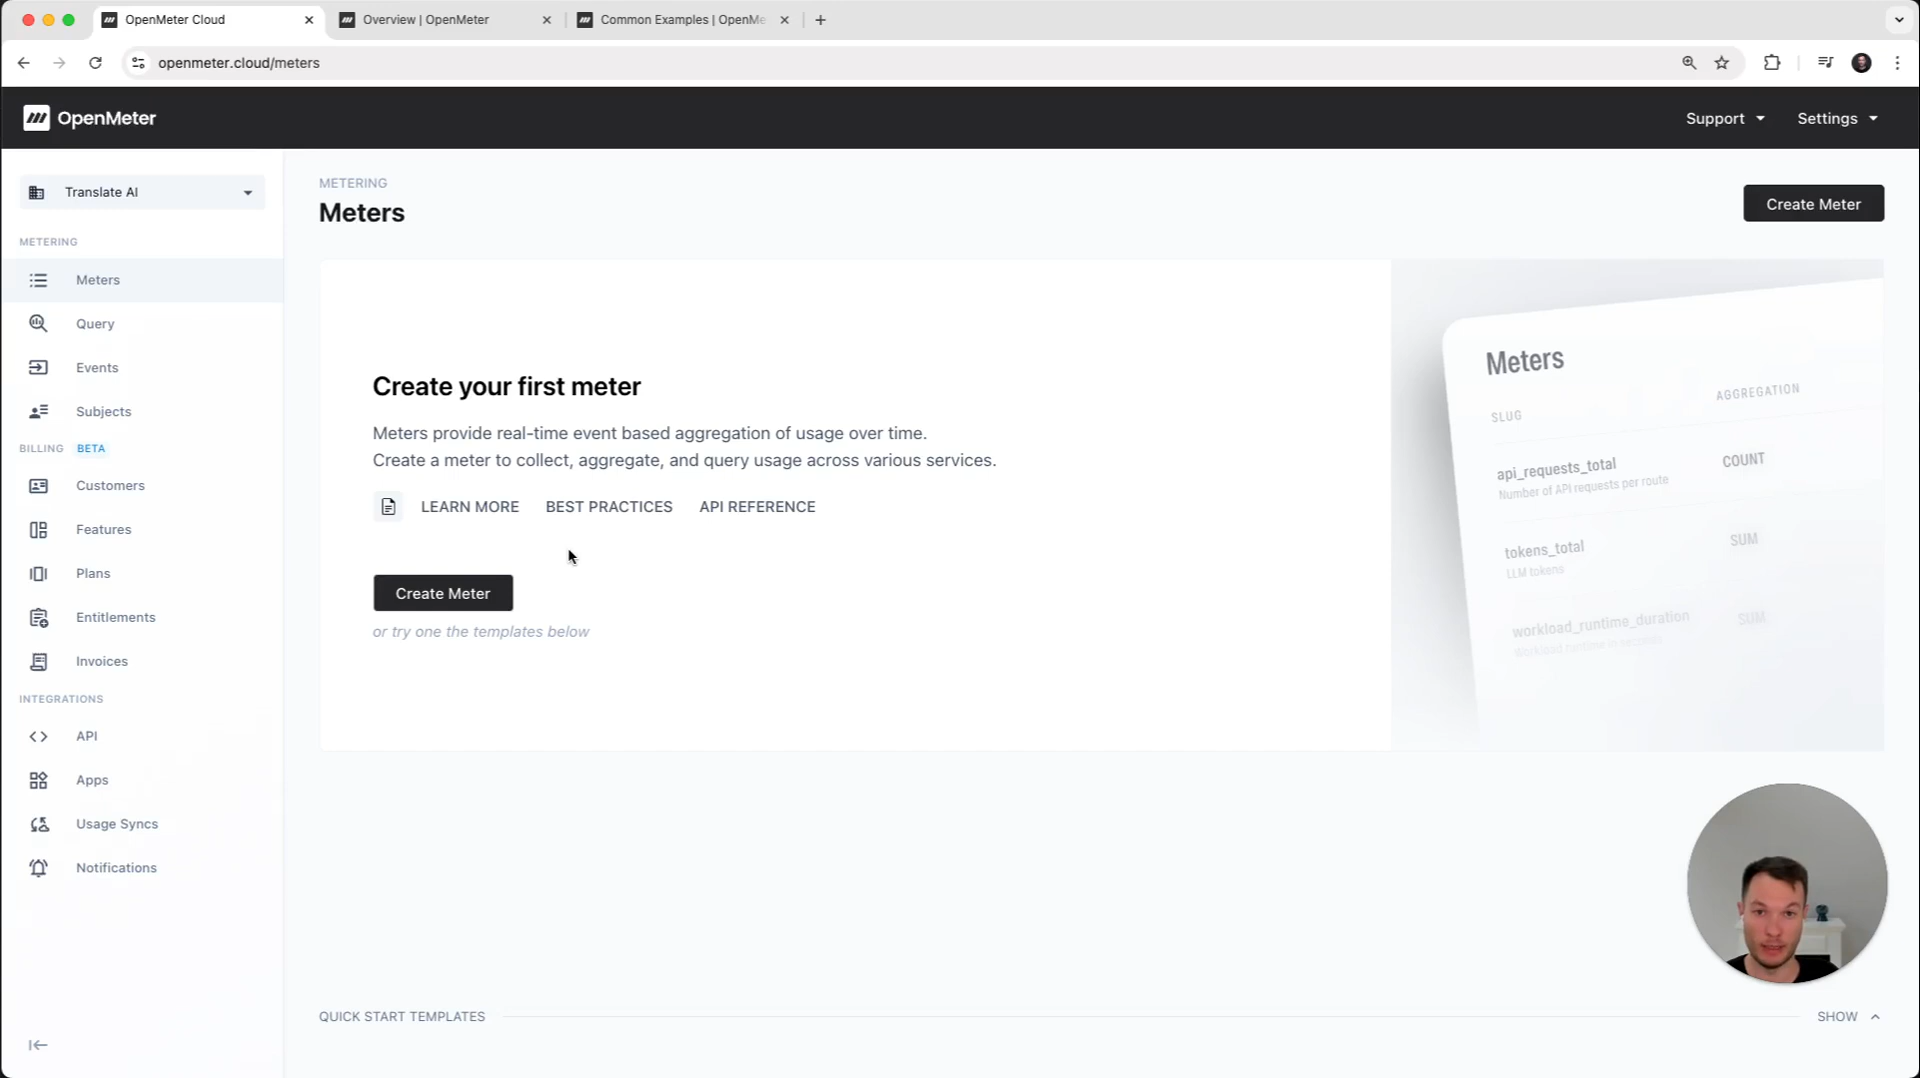 OpenMeter Cloud
Overview | OpenMeter
Common Examples | OpenMe
openmeter.cloud/meters
OpenMeter
Support
Settings
Translate AI
METERING
Meters
Query
Events
Subjects
BILLING BETA
Customers
Features
Plans
Entitlements
Invoices
INTEGRATIONS
API
Apps
Usage Syncs
Notifications
METERING
Meters
Create Meter
Create your first meter
Meters provide real-time event based aggregation of usage over time.
Create a meter to collect, aggregate, and query usage across various services.
LEARN MORE BEST PRACTICES API REFERENCE
Create Meter
or try one the templates below
Meters
SLUG AGGREGATION
api_requests_total COUNT
Number of API requests per route
tokens_total SUM
LLM tokens
workload_runtime_duration SUM
Workload runtime in seconds
QUICK START TEMPLATES
SHOW